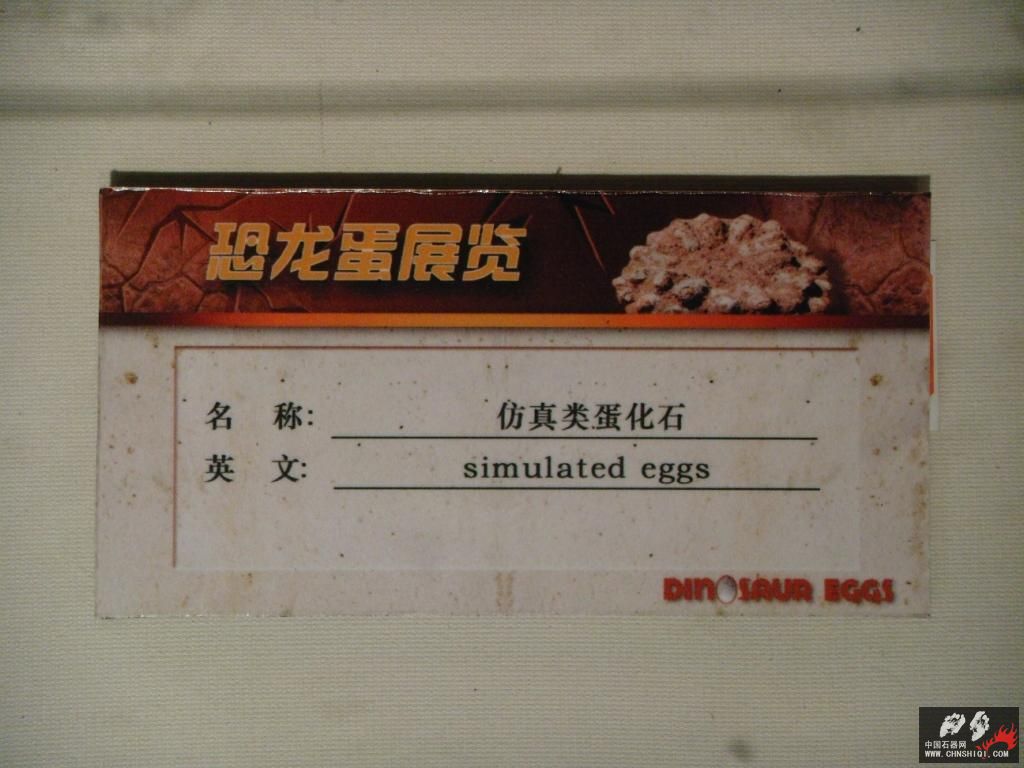 恐龙蛋展览
名 称: 仿真类蛋化石
英 文: simulated eggs
DINOSAUR EGGS
中国石器网
WWW.CHNSHIQI.COM